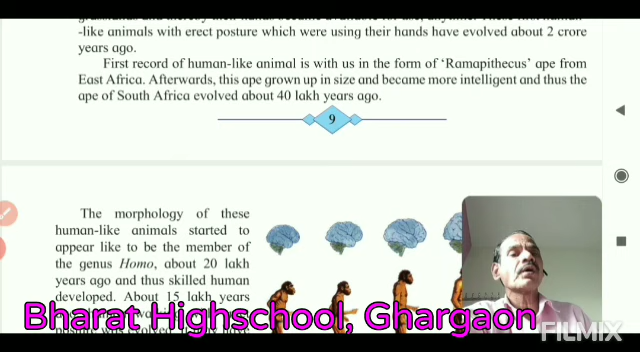 -like animals with erect posture which were using their hands have evolved about 2 crore
years ago.
First record of human-like animal is with us in the form of ‘Ramapithecus’ ape from
East Africa. Afterwards, this ape grown up in size and became more intelligent and thus the
ape of South Africa evolved about 40 lakh years ago.
9
The morphology of these
human-like animals started to
appear like to be the member of
the genus Homo, about 20 lakh
years ago and thus skilled human
developed. About 15 lakh years
Bharat Highschool, Ghargaon
FILMIX